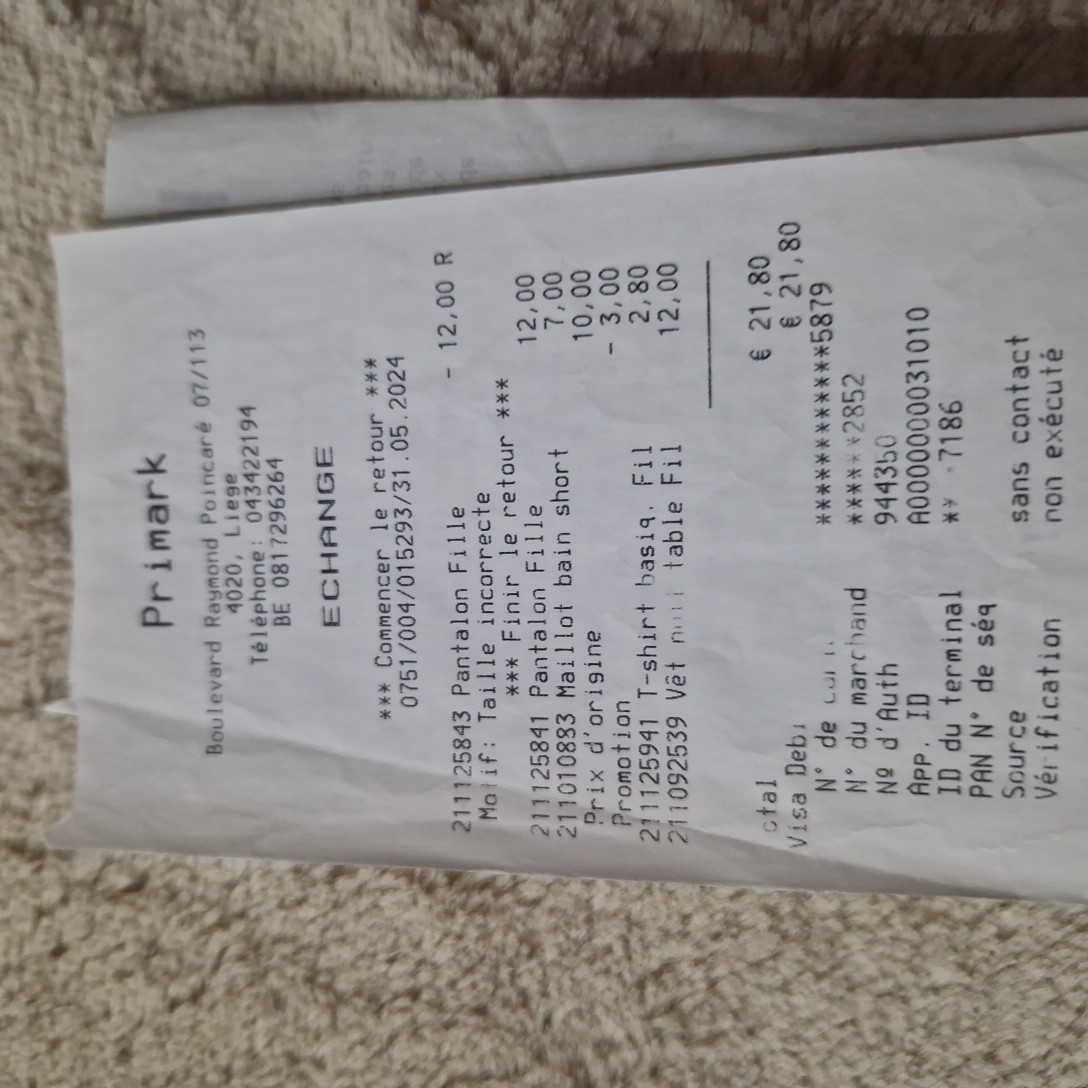 Primark
Boulevard Raymond Poincaré 07/113
4020, Liege
Téléphone: 043422194
BE 0817296264
ECHANGE
*** Commencer le retour ***
0751/004/015293/31.05.2024
211125843 Pantalon Fille - 12,00 R
Motif: Taille incorrecte
*** Finir le retour ***
211125841 Pantalon Fille 12,00
211010883 Maillot bain short 7,00
Prix d'origine 10,00
Promotion - 3,00
211125941 T-shirt basiq. Fil 2,80
211092539 Vêt nuit table Fil 12,00
otal € 21,80
Visa Debi € 21,80
N° de ************5879
N° du marchand ******2852
Nº d'Auth 944350
APP. ID A0000000031010
ID du terminal 7186
PAN N° de séq
Source sans contact
Vérification non exécuté